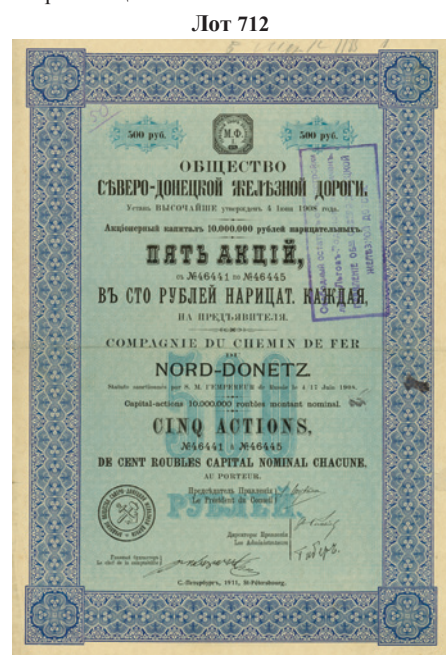 Лот 712
500 руб.
М.Ф.
500 руб.
ОБЩЕСТВО
СѢВЕРО-ДОНЕЦКОЙ ЖЕЛѢЗНОЙ ДОРОГИ.
Уставъ ВЫСОЧАЙШЕ утвержденъ 4 Іюня 1908 года.
Акціонерный капиталъ 10.000.000 рублей нарицательныхъ.
ПЯТЬ АКЦІЙ,
съ №46441 по №46445
ВЪ СТО РУБЛЕЙ НАРИЦАТ. КАЖДАЯ,
НА ПРЕДЪЯВИТЕЛЯ.
COMPAGNIE DU CHEMIN DE FER
DU
NORD-DONETZ
Statuts sanctionnés par S. M. l'EMPEREUR de Russie le 4/17 Juin 1908.
Capital-actions 10.000.000 roubles montant nominal.
CINQ ACTIONS,
№46441 à №46445
DE CENT ROUBLES CAPITAL NOMINAL CHACUNE,
AU PORTEUR.
500
РУБЛЕЙ.
Предсѣдатель Правленія
Le Président du Conseil
Директоры Правленія
Les Administrateurs
Главный бухгалтеръ
Le chef de la comptabilité
С.-Петербургъ, 1911, St-Pétersbourg.